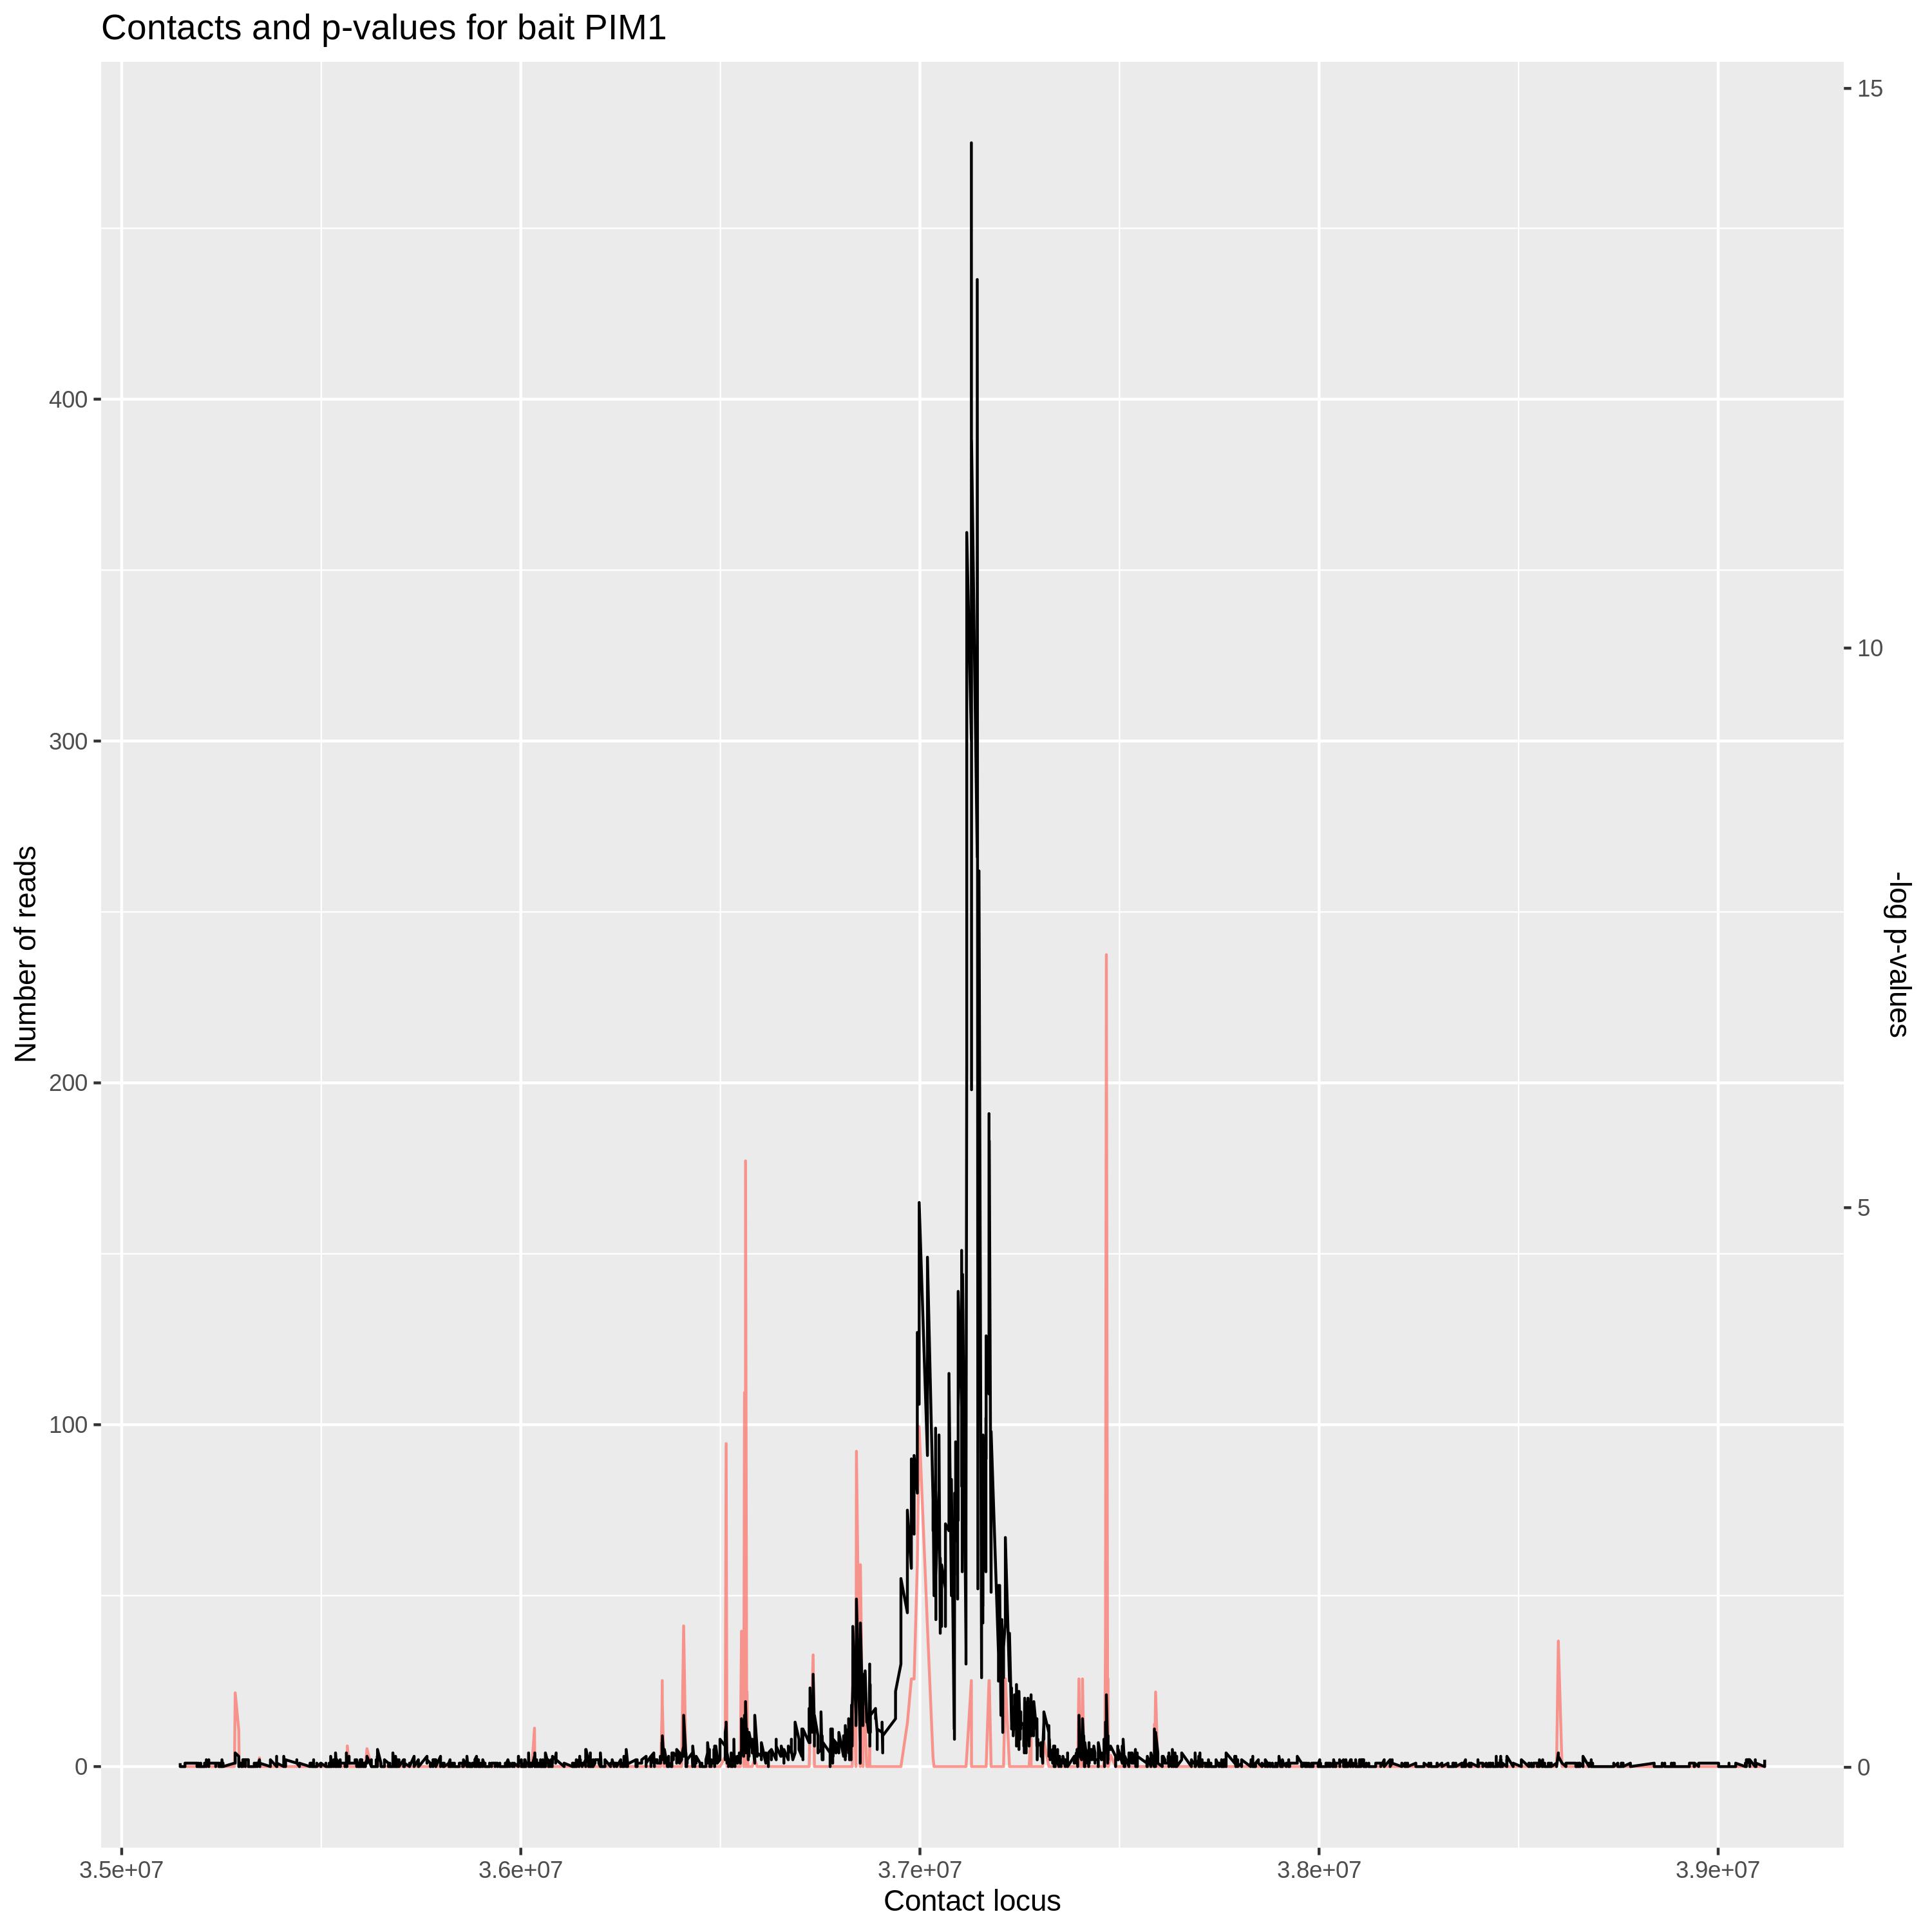 Contacts and p-values for bait PIM1
15
400
10
300
Number of reads
-log p-values
200
5
100
0
0
3.5e+07 3.6e+07 3.7e+07 3.8e+07 3.9e+07
Contact locus